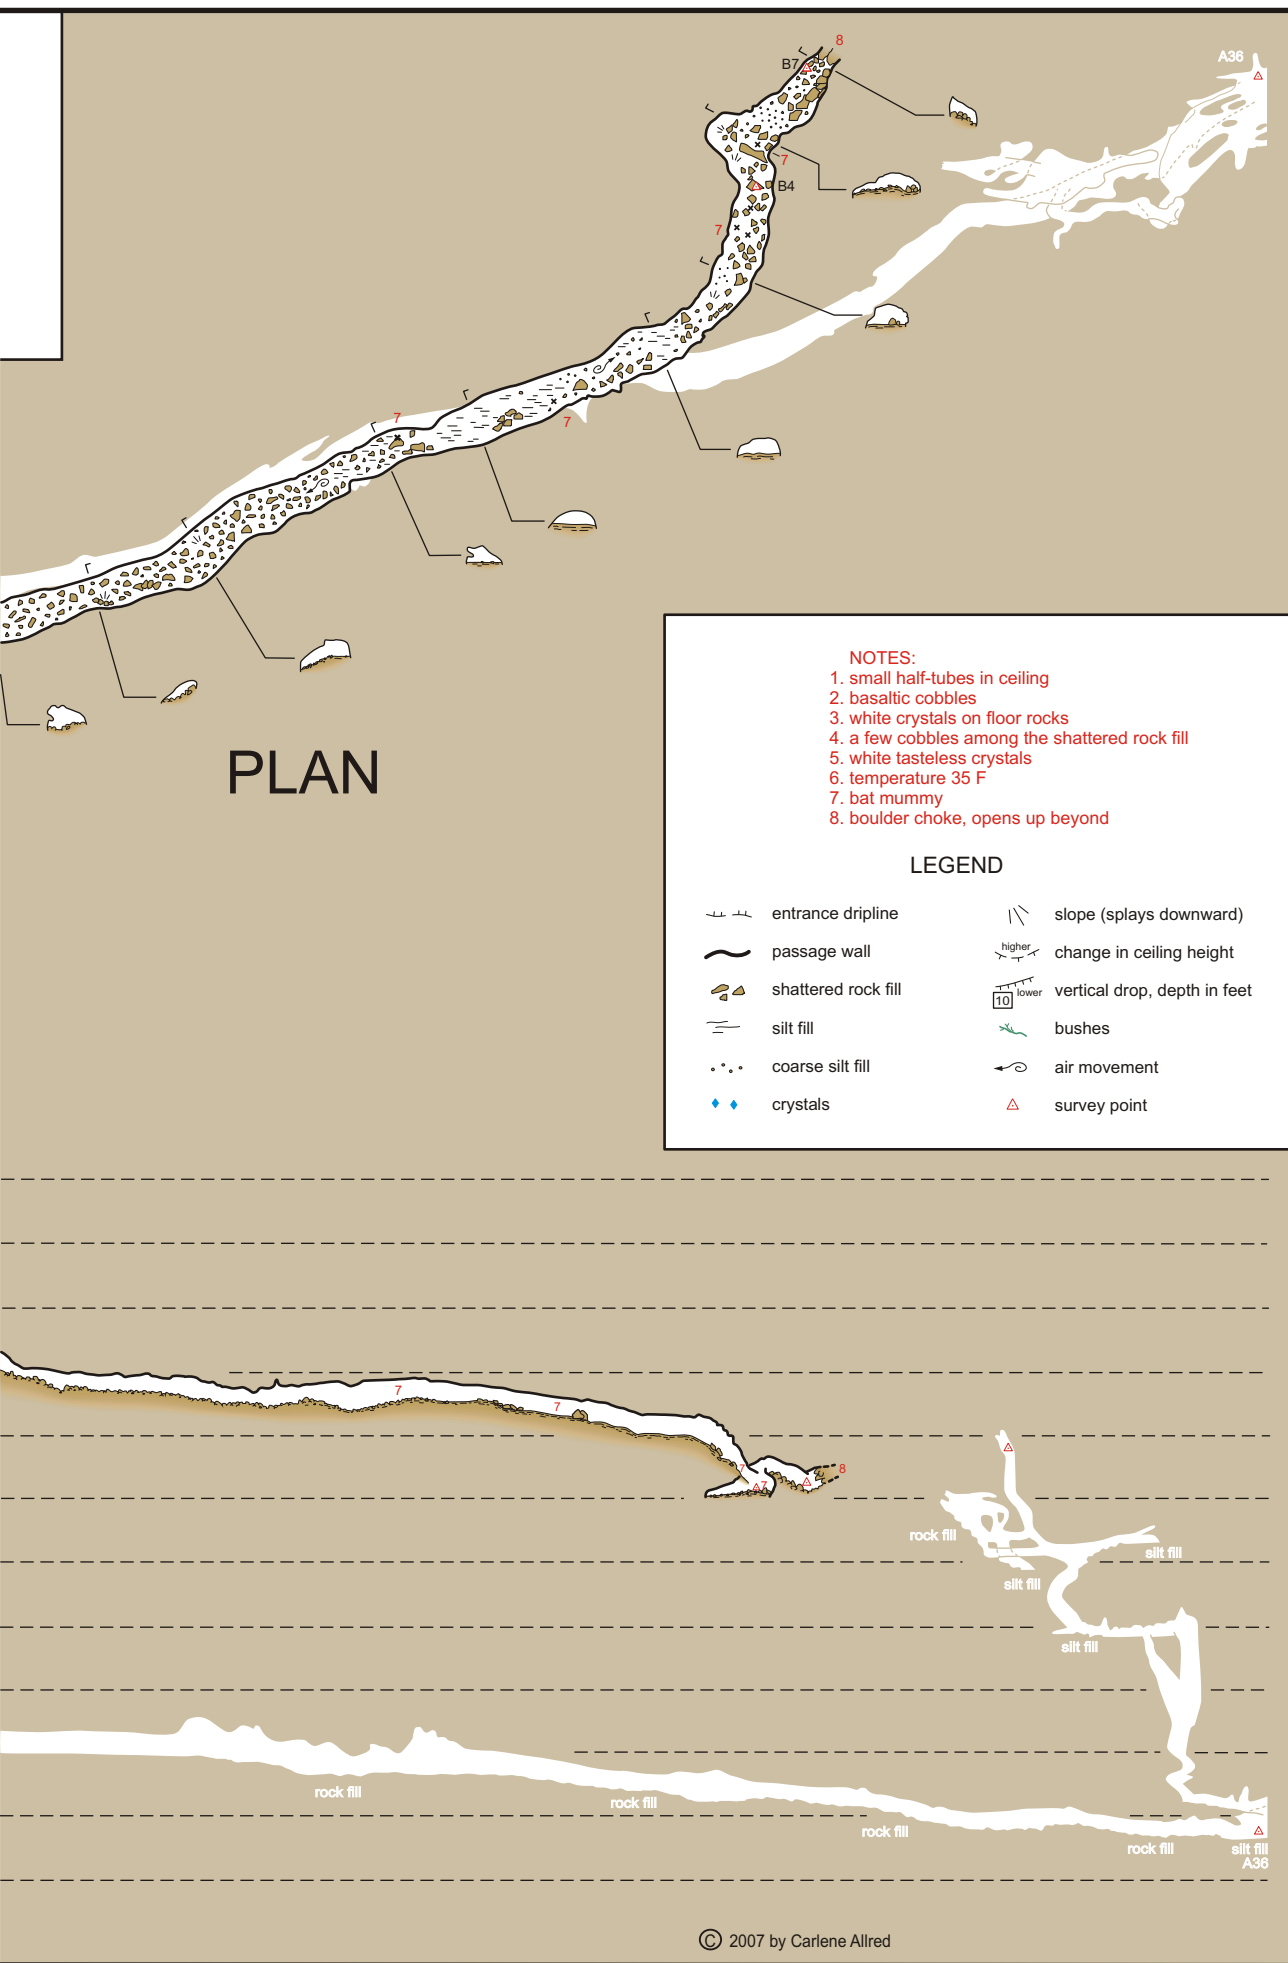 8
B7
A36
7
B4
7
7
7
PLAN
NOTES:
1. small half-tubes in ceiling
2. basaltic cobbles
3. white crystals on floor rocks
4. a few cobbles among the shattered rock fill
5. white tasteless crystals
6. temperature 35 F
7. bat mummy
8. boulder choke, opens up beyond
LEGEND
entrance dripline
passage wall
shattered rock fill
silt fill
coarse silt fill
crystals
slope (splays downward)
higher
change in ceiling height
10 lower
vertical drop, depth in feet
bushes
air movement
survey point
7
7
7
7
8
rock fill
silt fill
silt fill
silt fill
rock fill
rock fill
rock fill
rock fill
silt fill
A36
© 2007 by Carlene Allred